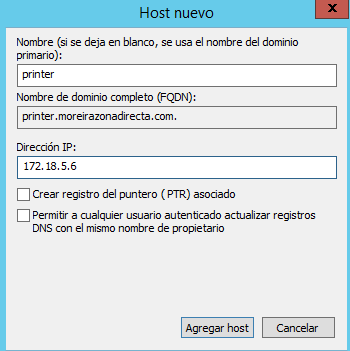 Host nuevo
x
Nombre (si se deja en blanco, se usa el nombre del dominio
primario):
printer
Nombre de dominio completo (FQDN):
printer.moreirazonadirecta.com.
Dirección IP:
172.18.5.6
Crear registro del puntero (PTR) asociado
Permitir a cualquier usuario autenticado actualizar registros
DNS con el mismo nombre de propietario
Agregar host
Cancelar